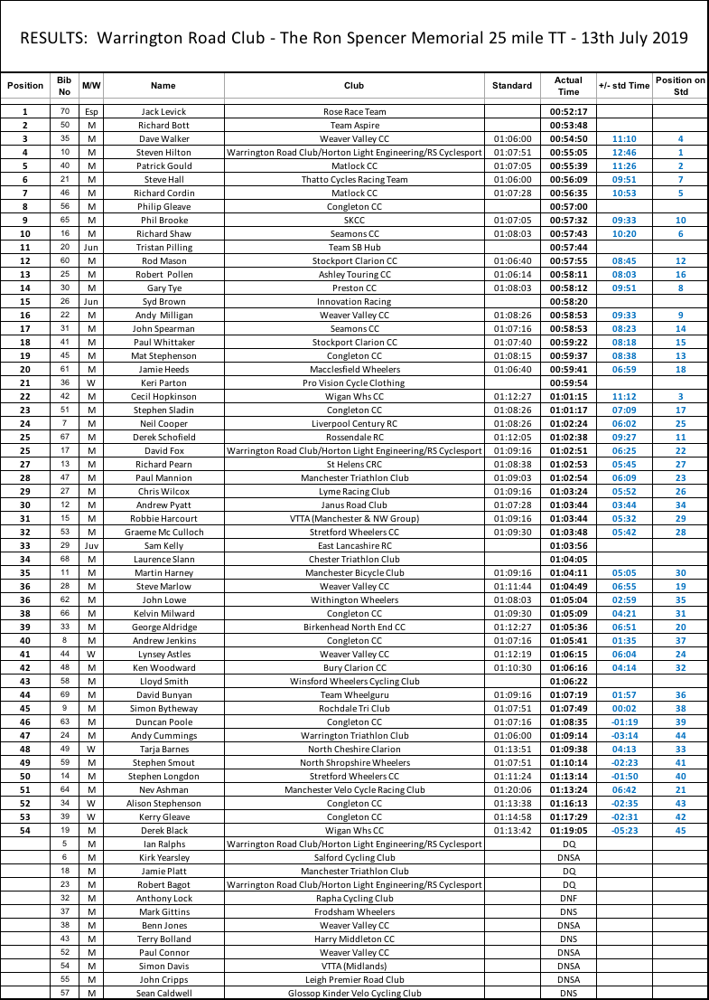 RESULTS: Warrington Road Club - The Ron Spencer Memorial 25 mile TT - 13th July 2019
Position Bib No M/W Name Club Standard Actual Time +/- std Time Position on Std
1 70 Esp Jack Levick Rose Race Team 00:52:17
2 50 M Richard Bott Team Aspire 00:53:48
3 35 M Dave Walker Weaver Valley CC 01:06:00 00:54:50 11:10 4
4 10 M Steven Hilton Warrington Road Club/Horton Light Engineering/RS Cyclesport 01:07:51 00:55:05 12:46 1
5 40 M Patrick Gould Matlock CC 01:07:05 00:55:39 11:26 2
6 21 M Steve Hall Thatto Cycles Racing Team 01:06:00 00:56:09 09:51 7
7 46 M Richard Cordin Matlock CC 01:07:28 00:56:35 10:53 5
8 56 M Philip Gleave Congleton CC 00:57:00
9 65 M Phil Brooke SKCC 01:07:05 00:57:32 09:33 10
10 16 M Richard Shaw Seamons CC 01:08:03 00:57:43 10:20 6
11 20 Jun Tristan Pilling Team SB Hub 00:57:44
12 60 M Rod Mason Stockport Clarion CC 01:06:40 00:57:55 08:45 12
13 25 M Robert Pollen Ashley Touring CC 01:06:14 00:58:11 08:03 16
14 30 M Gary Tye Preston CC 01:08:03 00:58:12 09:51 8
15 26 Jun Syd Brown Innovation Racing 00:58:20
16 22 M Andy Milligan Weaver Valley CC 01:08:26 00:58:53 09:33 9
17 31 M John Spearman Seamons CC 01:07:16 00:58:53 08:23 14
18 41 M Paul Whittaker Stockport Clarion CC 01:07:40 00:59:22 08:18 15
19 45 M Mat Stephenson Congleton CC 01:08:15 00:59:37 08:38 13
20 61 M Jamie Heeds Macclesfield Wheelers 01:06:40 00:59:41 06:59 18
21 36 W Keri Parton Pro Vision Cycle Clothing 00:59:54
22 42 M Cecil Hopkinson Wigan Whs CC 01:12:27 01:01:15 11:12 3
23 51 M Stephen Sladin Congleton CC 01:08:26 01:01:17 07:09 17
24 7 M Neil Cooper Liverpool Century RC 01:08:26 01:02:24 06:02 25
25 67 M Derek Schofield Rossendale RC 01:12:05 01:02:38 09:27 11
25 17 M David Fox Warrington Road Club/Horton Light Engineering/RS Cyclesport 01:09:16 01:02:51 06:25 22
27 13 M Richard Pearn St Helens CRC 01:08:38 01:02:53 05:45 27
28 47 M Paul Mannion Manchester Triathlon Club 01:09:03 01:02:54 06:09 23
29 27 M Chris Wilcox Lyme Racing Club 01:09:16 01:03:24 05:52 26
30 12 M Andrew Pyatt Janus Road Club 01:07:28 01:03:44 03:44 34
31 15 M Robbie Harcourt VTTA (Manchester & NW Group) 01:09:16 01:03:44 05:32 29
32 53 M Graeme Mc Culloch Stretford Wheelers CC 01:09:30 01:03:48 05:42 28
33 29 Juv Sam Kelly East Lancashire RC 01:03:56
34 68 M Laurence Slann Chester Triathlon Club 01:04:05
35 11 M Martin Harney Manchester Bicycle Club 01:09:16 01:04:11 05:05 30
36 28 M Steve Marlow Weaver Valley CC 01:11:44 01:04:49 06:55 19
36 62 M John Lowe Withington Wheelers 01:08:03 01:05:04 02:59 35
38 66 M Kelvin Milward Congleton CC 01:09:30 01:05:09 04:21 31
39 33 M George Aldridge Birkenhead North End CC 01:12:27 01:05:36 06:51 20
40 8 M Andrew Jenkins Congleton CC 01:07:16 01:05:41 01:35 37
41 44 W Lynsey Astles Weaver Valley CC 01:12:19 01:06:15 06:04 24
42 48 M Ken Woodward Bury Clarion CC 01:10:30 01:06:16 04:14 32
43 58 M Lloyd Smith Winsford Wheelers Cycling Club 01:06:22
44 69 M David Bunyan Team Wheelguru 01:09:16 01:07:19 01:57 36
45 9 M Simon Bytheway Rochdale Tri Club 01:07:51 01:07:49 00:02 38
46 63 M Duncan Poole Congleton CC 01:07:16 01:08:35 -01:19 39
47 24 M Andy Cummings Warrington Triathlon Club 01:06:00 01:09:14 -03:14 44
48 49 W Tarja Barnes North Cheshire Clarion 01:13:51 01:09:38 04:13 33
49 59 M Stephen Smout North Shropshire Wheelers 01:07:51 01:10:14 -02:23 41
50 14 M Stephen Longdon Stretford Wheelers CC 01:11:24 01:13:14 -01:50 40
51 64 M Nev Ashman Manchester Velo Cycle Racing Club 01:20:06 01:13:24 06:42 21
52 34 W Alison Stephenson Congleton CC 01:13:38 01:16:13 -02:35 43
53 39 W Kerry Gleave Congleton CC 01:14:58 01:17:29 -02:31 42
54 19 M Derek Black Wigan Whs CC 01:13:42 01:19:05 -05:23 45
5 M Ian Ralphs Warrington Road Club/Horton Light Engineering/RS Cyclesport DQ
6 M Kirk Yearsley Salford Cycling Club DNSA
18 M Jamie Platt Manchester Triathlon Club DQ
23 M Robert Bagot Warrington Road Club/Horton Light Engineering/RS Cyclesport DQ
32 M Anthony Lock Rapha Cycling Club DNF
37 M Mark Gittins Frodsham Wheelers DNS
38 M Benn Jones Weaver Valley CC DNSA
43 M Terry Bolland Harry Middleton CC DNS
52 M Paul Connor Weaver Valley CC DNSA
54 M Simon Davis VTTA (Midlands) DNSA
55 M John Cripps Leigh Premier Road Club DNSA
57 M Sean Caldwell Glossop Kinder Velo Cycling Club DNS